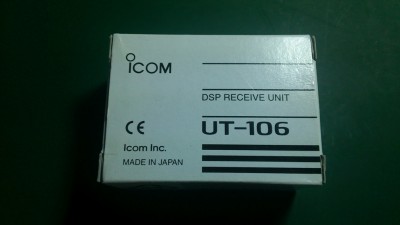 ICOM
DSP RECEIVE UNIT
CE
UT-106
Icom Inc.
MADE IN JAPAN